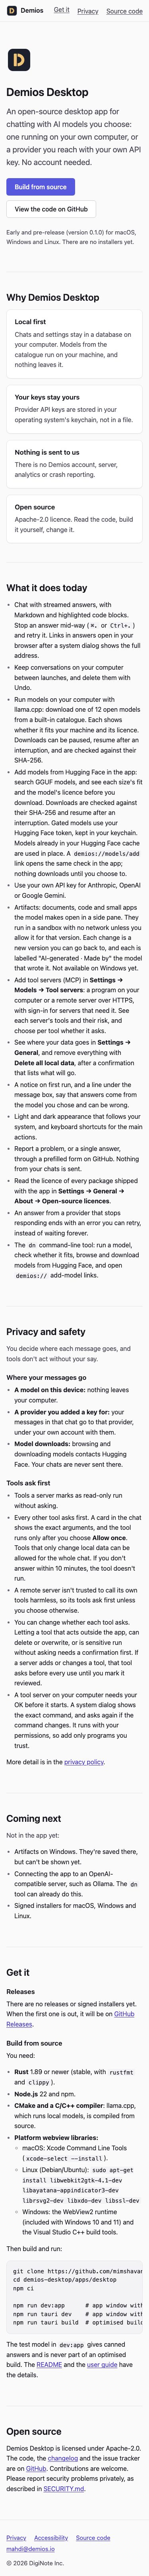 Demios Get it Privacy Source code
Demios Desktop
An open-source desktop app for
chatting with AI models you choose:
one running on your own computer, or
a provider you reach with your own API
key. No account needed.
Build from source
View the code on GitHub
Early and pre-release (version 0.1.0) for macOS,
Windows and Linux. There are no installers yet.
Why Demios Desktop
Local first
Chats and settings stay in a database on
your computer. Models from the
catalogue run on your machine, and
nothing leaves it.
Your keys stay yours
Provider API keys are stored in your
operating system's keychain, not in a file.
Nothing is sent to us
There is no Demios account, server,
analytics or crash reporting.
Open source
Apache-2.0 licence. Read the code, build
it yourself, change it.
What it does today
Chat with streamed answers, with
Markdown and highlighted code blocks.
Stop an answer mid-way (⌘. or Ctrl+.)
and retry it. Links in answers open in your
browser after a dialog shows the full
address.
Keep conversations on your computer
between launches, and delete them with
Undo.
Run models on your computer with
llama.cpp: download one of 12 open models
from a built-in catalogue. Each shows
whether it fits your machine and its licence.
Downloads can be paused, resume after an
interruption, and are checked against their
SHA-256.
Add models from Hugging Face in the app:
search GGUF models, and see each size's fit
and the model's licence before you
download. Downloads are checked against
their SHA-256 and resume after an
interruption. Gated models use your
Hugging Face token, kept in your keychain.
Models already in your Hugging Face cache
are used in place. A demios://models/add
link opens the same check in the app;
nothing downloads until you choose to.
Use your own API key for Anthropic, OpenAI
or Google Gemini.
Artifacts: documents, code and small apps
the model makes open in a side pane. They
run in a sandbox with no network unless you
allow it for that version. Each change is a
new version you can go back to, and each is
labelled "AI-generated · Made by" the model
that wrote it. Not available on Windows yet.
Add tool servers (MCP) in Settings →
Models → Tool servers: a program on your
computer or a remote server over HTTPS,
with sign-in for servers that need it. See
each server's tools and their risk, and
choose per tool whether it asks.
See where your data goes in Settings →
General, and remove everything with
Delete all local data, after a confirmation
that lists what will go.
A notice on first run, and a line under the
message box, say that answers come from
the model you chose and can be wrong.
Light and dark appearance that follows your
system, and keyboard shortcuts for the main
actions.
Report a problem, or a single answer,
through a prefilled form on GitHub. Nothing
from your chats is sent.
Read the licence of every package shipped
with the app in Settings → General →
About → Open-source licences.
An answer from a provider that stops
responding ends with an error you can retry,
instead of waiting forever.
The dn command-line tool: run a model,
check whether it fits, browse and download
models from Hugging Face, and open
demios:// add-model links.
Privacy and safety
You decide where each message goes, and
tools don't act without your say.
Where your messages go
A model on this device: nothing leaves
your computer.
A provider you added a key for: your
messages in that chat go to that provider,
under your own account with them.
Model downloads: browsing and
downloading models contacts Hugging
Face. Your chats are never sent there.
Tools ask first
Tools a server marks as read-only run
without asking.
Every other tool asks first. A card in the chat
shows the exact arguments, and the tool
runs only after you choose Allow once.
Tools that only change local data can be
allowed for the whole chat. If you don't
answer within 10 minutes, the tool doesn't
run.
A remote server isn't trusted to call its own
tools harmless, so its tools ask first unless
you choose otherwise.
You can change whether each tool asks.
Letting a tool that acts outside the app, can
delete or overwrite, or is sensitive run
without asking needs a confirmation first. If
a server adds or changes a tool, that tool
asks every time as used until you mark it
reviewed.
A tool server on your computer needs your
OK before it starts. A system dialog shows
the exact command, and asks again if the
command changes. It runs with your
permissions, so add only programs you
trust.
More detail is in the privacy policy.
Coming next
Not in the app yet:
Artifacts on Windows. They're saved there,
but can't be shown yet.
Connecting the app to an OpenAI-
compatible server, such as Ollama. The dn
tool can already do this.
Signed installers for macOS, Windows and
Linux.
Get it
Releases
There are no releases or signed installers yet.
When the first one is out, it will be on GitHub
Releases.
Build from source
You need:
Rust 1.89 or newer (stable, with rustfmt
and clippy).
Node.js 22 and npm.
CMake and a C/C++ compiler: llama.cpp,
which runs local models, is compiled from
source.
Platform webview libraries:
macOS: Xcode Command Line Tools
(xcode-select --install).
Linux (Debian/Ubuntu): sudo apt-get
install libwebkit2gtk-4.1-dev
libayatana-appindicator3-dev
librsvg2-dev libxdo-dev libssl-dev
Windows: the WebView2 runtime
(included with Windows 10 and 11) and
the Visual Studio C++ build tools.
Then build and run:
git clone https://github.com/mimshavan
cd demios-desktop/apps/desktop
npm ci
npm run dev:app # app window with
npm run tauri dev # app window with
npm run tauri build # optimised build
The test model in dev:app gives canned
answers and is never part of an optimised
build. The README and the user guide have
the details.
Open source
Demios Desktop is licensed under Apache-2.0.
The code, the changelog and the issue tracker
are on GitHub. Contributions are welcome.
Please report security problems privately, as
described in SECURITY.md.
Privacy Accessibility Source code
mahdi@demios.io
© 2026 DigiNote Inc.